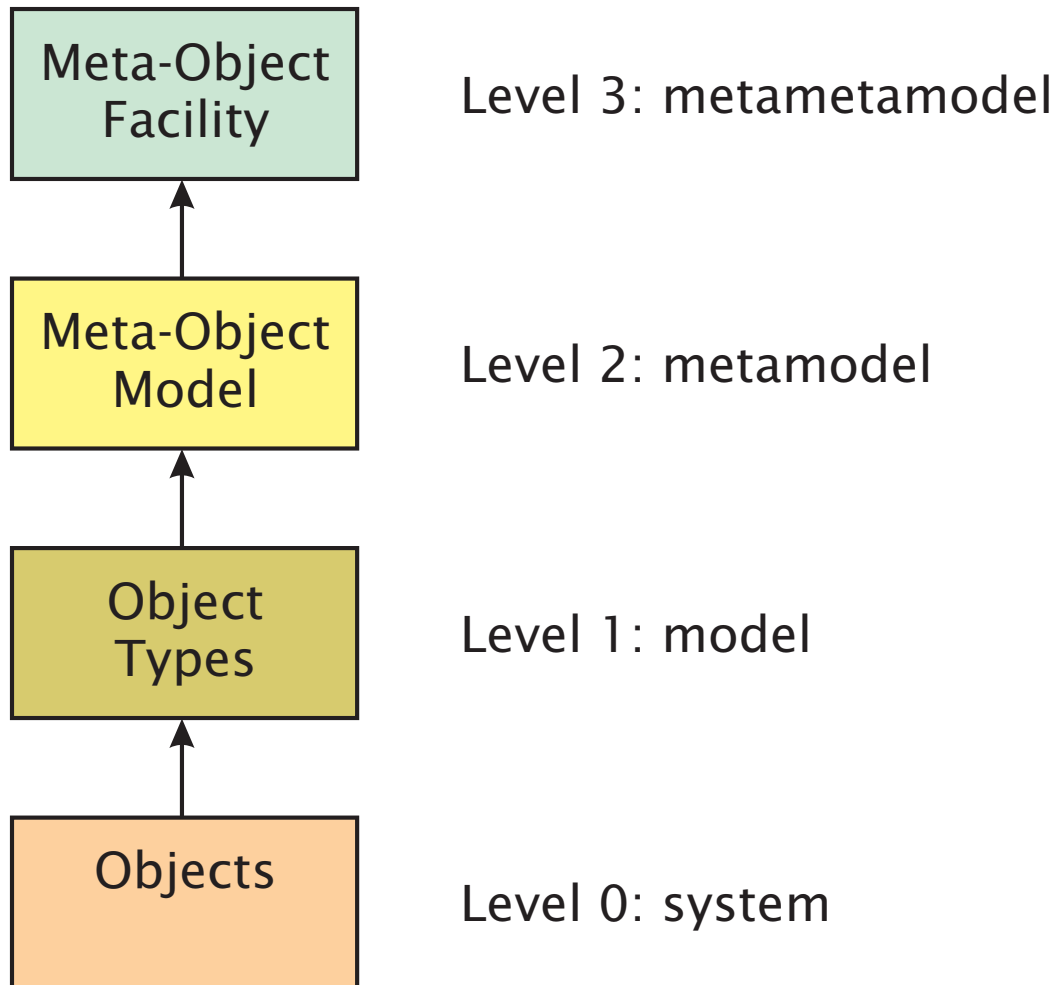 Meta-Object
Facility
Level 3: metametamodel
Meta-Object
Model
Level 2: metamodel
Object
Types
Level 1: model
Objects
Level 0: system